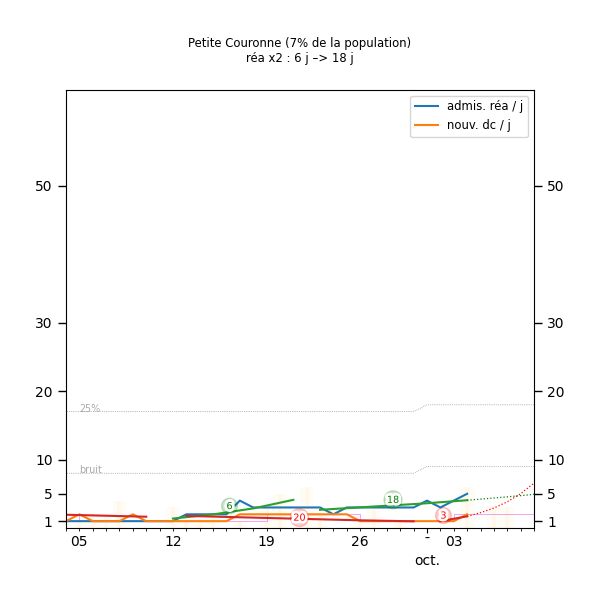 Petite Couronne (7% de la population)
réa x2 : 6 j –> 18 j
admis. réa / j
nouv. dc / j
50 50
30 30
20 20
25%
10 10
bruit
5 5
6 18
20 3
1 1
05 12 19 26 - 03
oct.